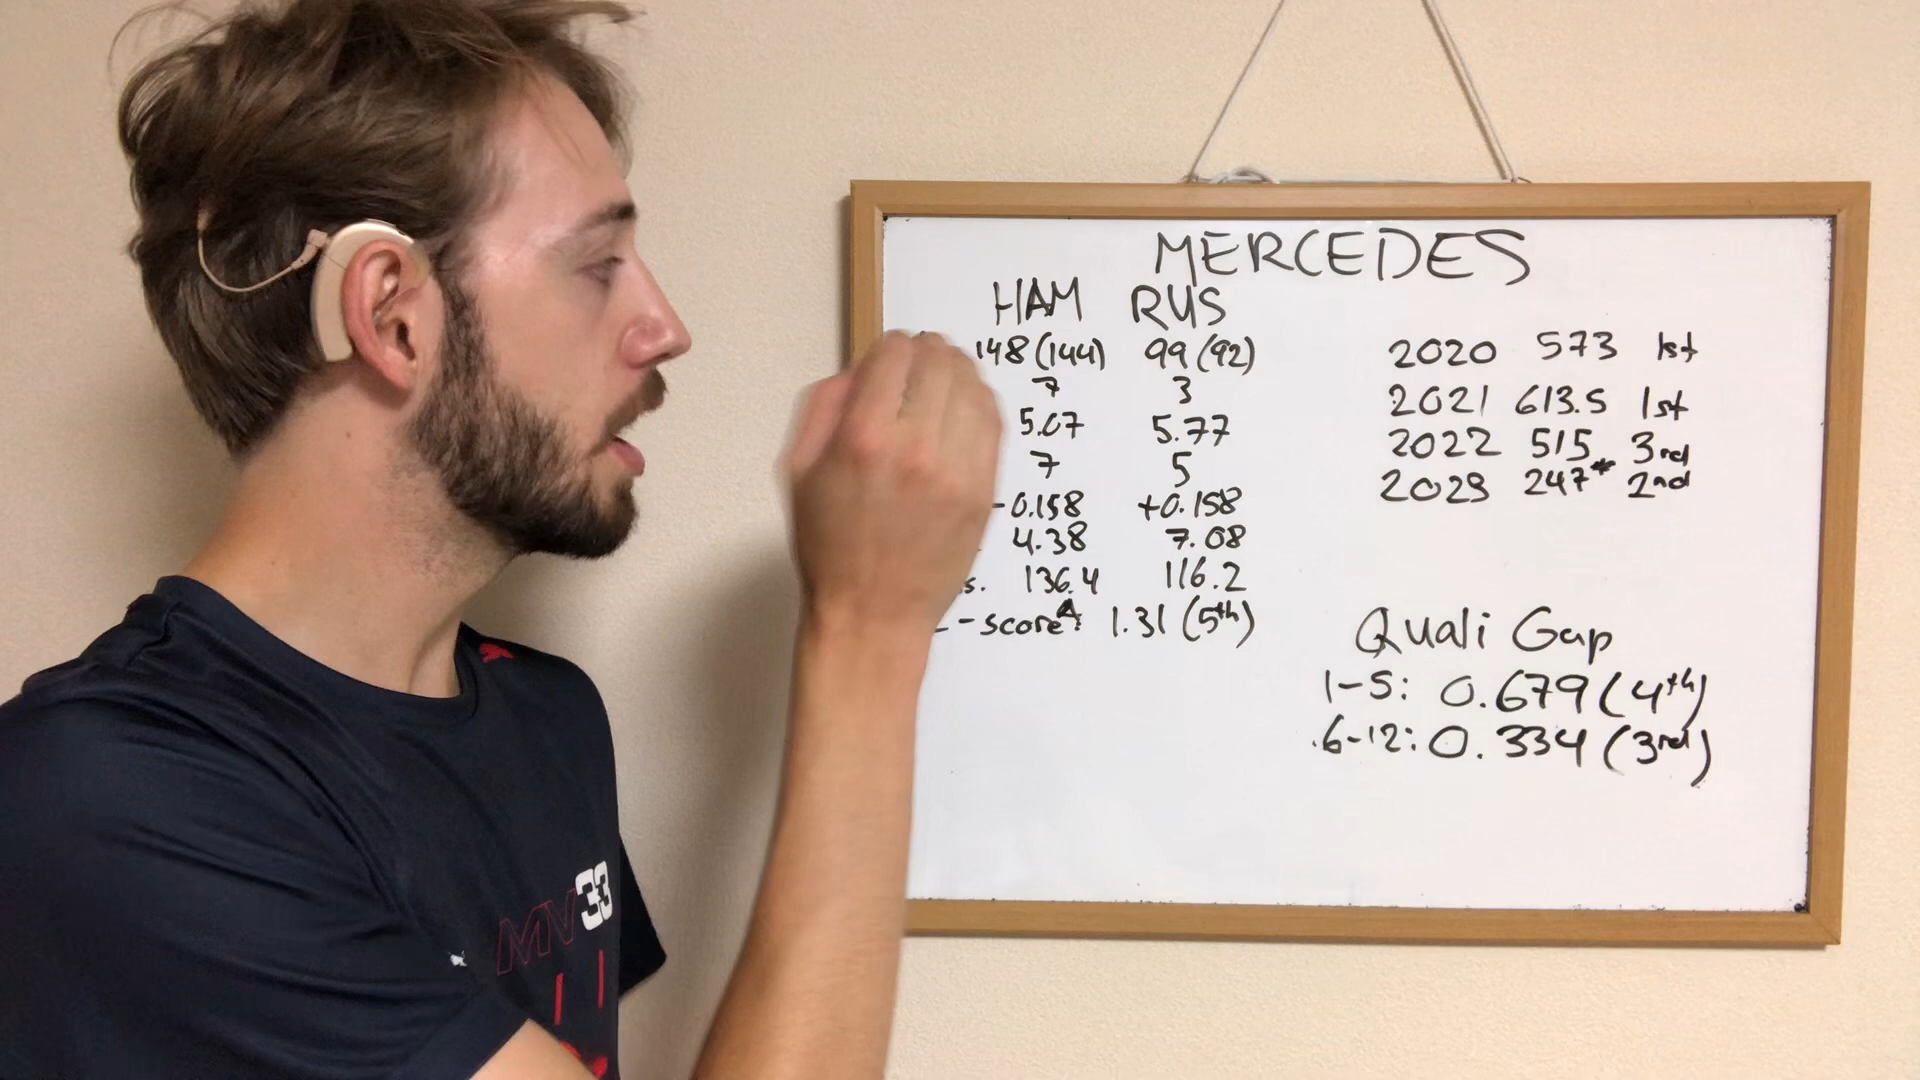 MERCEDES
HAM RUS
148 (144) 99 (92)
7 3
5.07 5.77
7 5
-0.158 +0.158
4.38 7.08
s. 136.4 116.2
-score 1.31 (5th)
2020 573 1st
2021 613.5 1st
2022 515 3rd
2023 247* 2nd
Quali Gap
1-5: 0.679 (4th)
6-12: 0.334 (3rd)
MV33